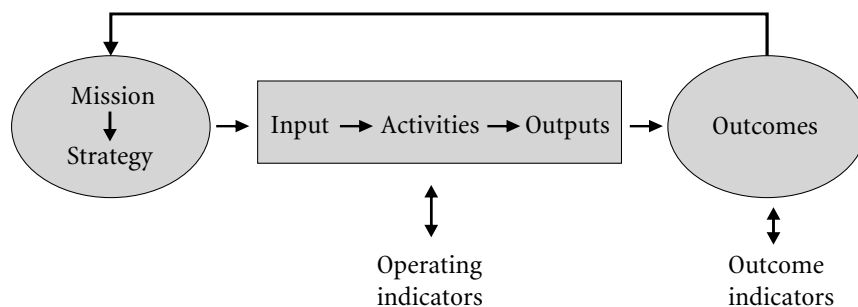 Mission
Strategy
Input Activities Outputs
Outcomes
Operating
indicators
Outcome
indicators